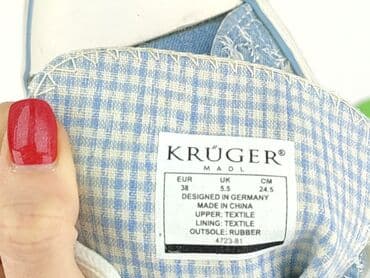 KRÜGER®
MADL
EUR UK CM
38 5.5 24.5
DESIGNED IN GERMANY
MADE IN CHINA
UPPER: TEXTILE
LINING: TEXTILE
OUTSOLE: RUBBER
4723-81